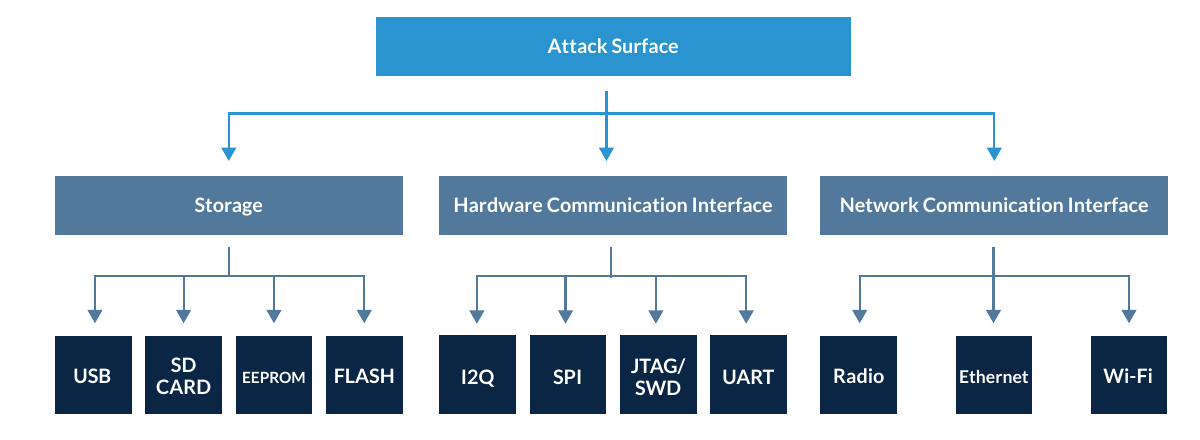 Attack Surface
Storage
Hardware Communication Interface
Network Communication Interface
USB
SD
CARD
EEPROM
FLASH
I2Q
SPI
JTAG/
SWD
UART
Radio
Ethernet
Wi-Fi